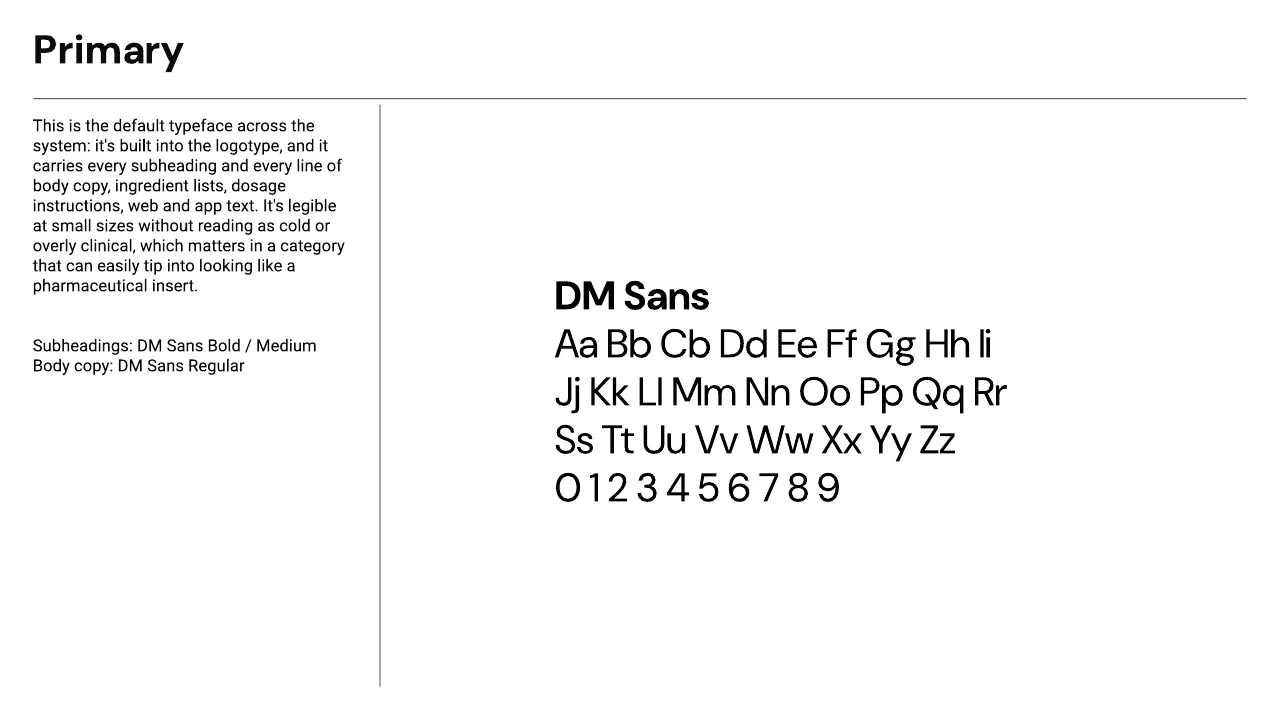 Primary
This is the default typeface across the
system: it's built into the logotype, and it
carries every subheading and every line of
body copy, ingredient lists, dosage
instructions, web and app text. It's legible
at small sizes without reading as cold or
overly clinical, which matters in a category
that can easily tip into looking like a
pharmaceutical insert.
Subheadings: DM Sans Bold / Medium
Body copy: DM Sans Regular
DM Sans
Aa Bb Cb Dd Ee Ff Gg Hh Ii
Jj Kk Ll Mm Nn Oo Pp Qq Rr
Ss Tt Uu Vv Ww Xx Yy Zz
0 1 2 3 4 5 6 7 8 9